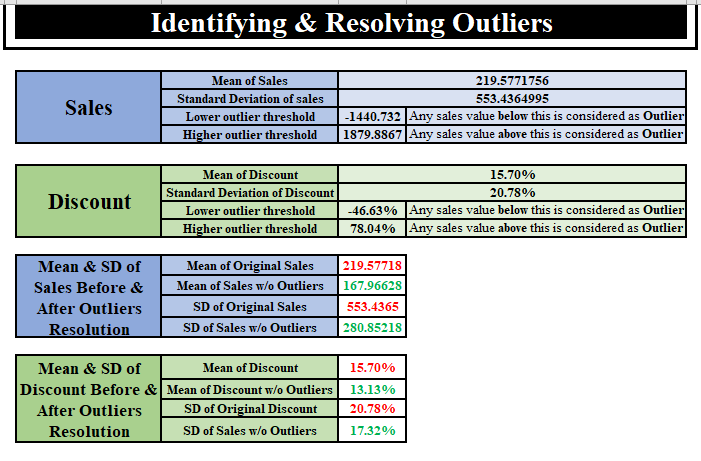 Identifying & Resolving Outliers
Sales
Mean of Sales 219.5771756
Standard Deviation of sales 553.4364995
Lower outlier threshold -1440.732 Any sales value below this is considered as Outlier
Higher outlier threshold 1879.8867 Any sales value above this is considered as Outlier
Discount
Mean of Discount 15.70%
Standard Deviation of Discount 20.78%
Lower outlier threshold -46.63% Any sales value below this is considered as Outlier
Higher outlier threshold 78.04% Any sales value above this is considered as Outlier
Mean & SD of
Sales Before &
After Outliers
Resolution
Mean of Original Sales 219.57718
Mean of Sales w/o Outliers 167.96628
SD of Original Sales 553.4365
SD of Sales w/o Outliers 280.85218
Mean & SD of
Discount Before &
After Outliers
Resolution
Mean of Discount 15.70%
Mean of Discount w/o Outliers 13.13%
SD of Original Discount 20.78%
SD of Sales w/o Outliers 17.32%